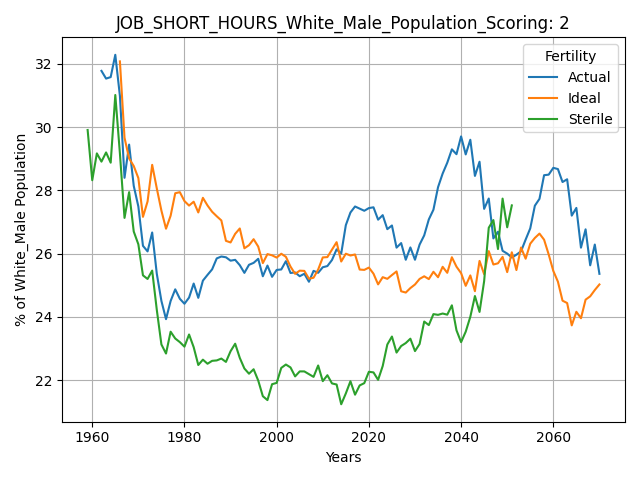 JOB_SHORT_HOURS_White_Male_Population_Scoring: 2
Fertility
Actual
Ideal
Sterile
% of White_Male Population
32
30
28
26
24
22
1960
1980
2000
2020
2040
2060
Years